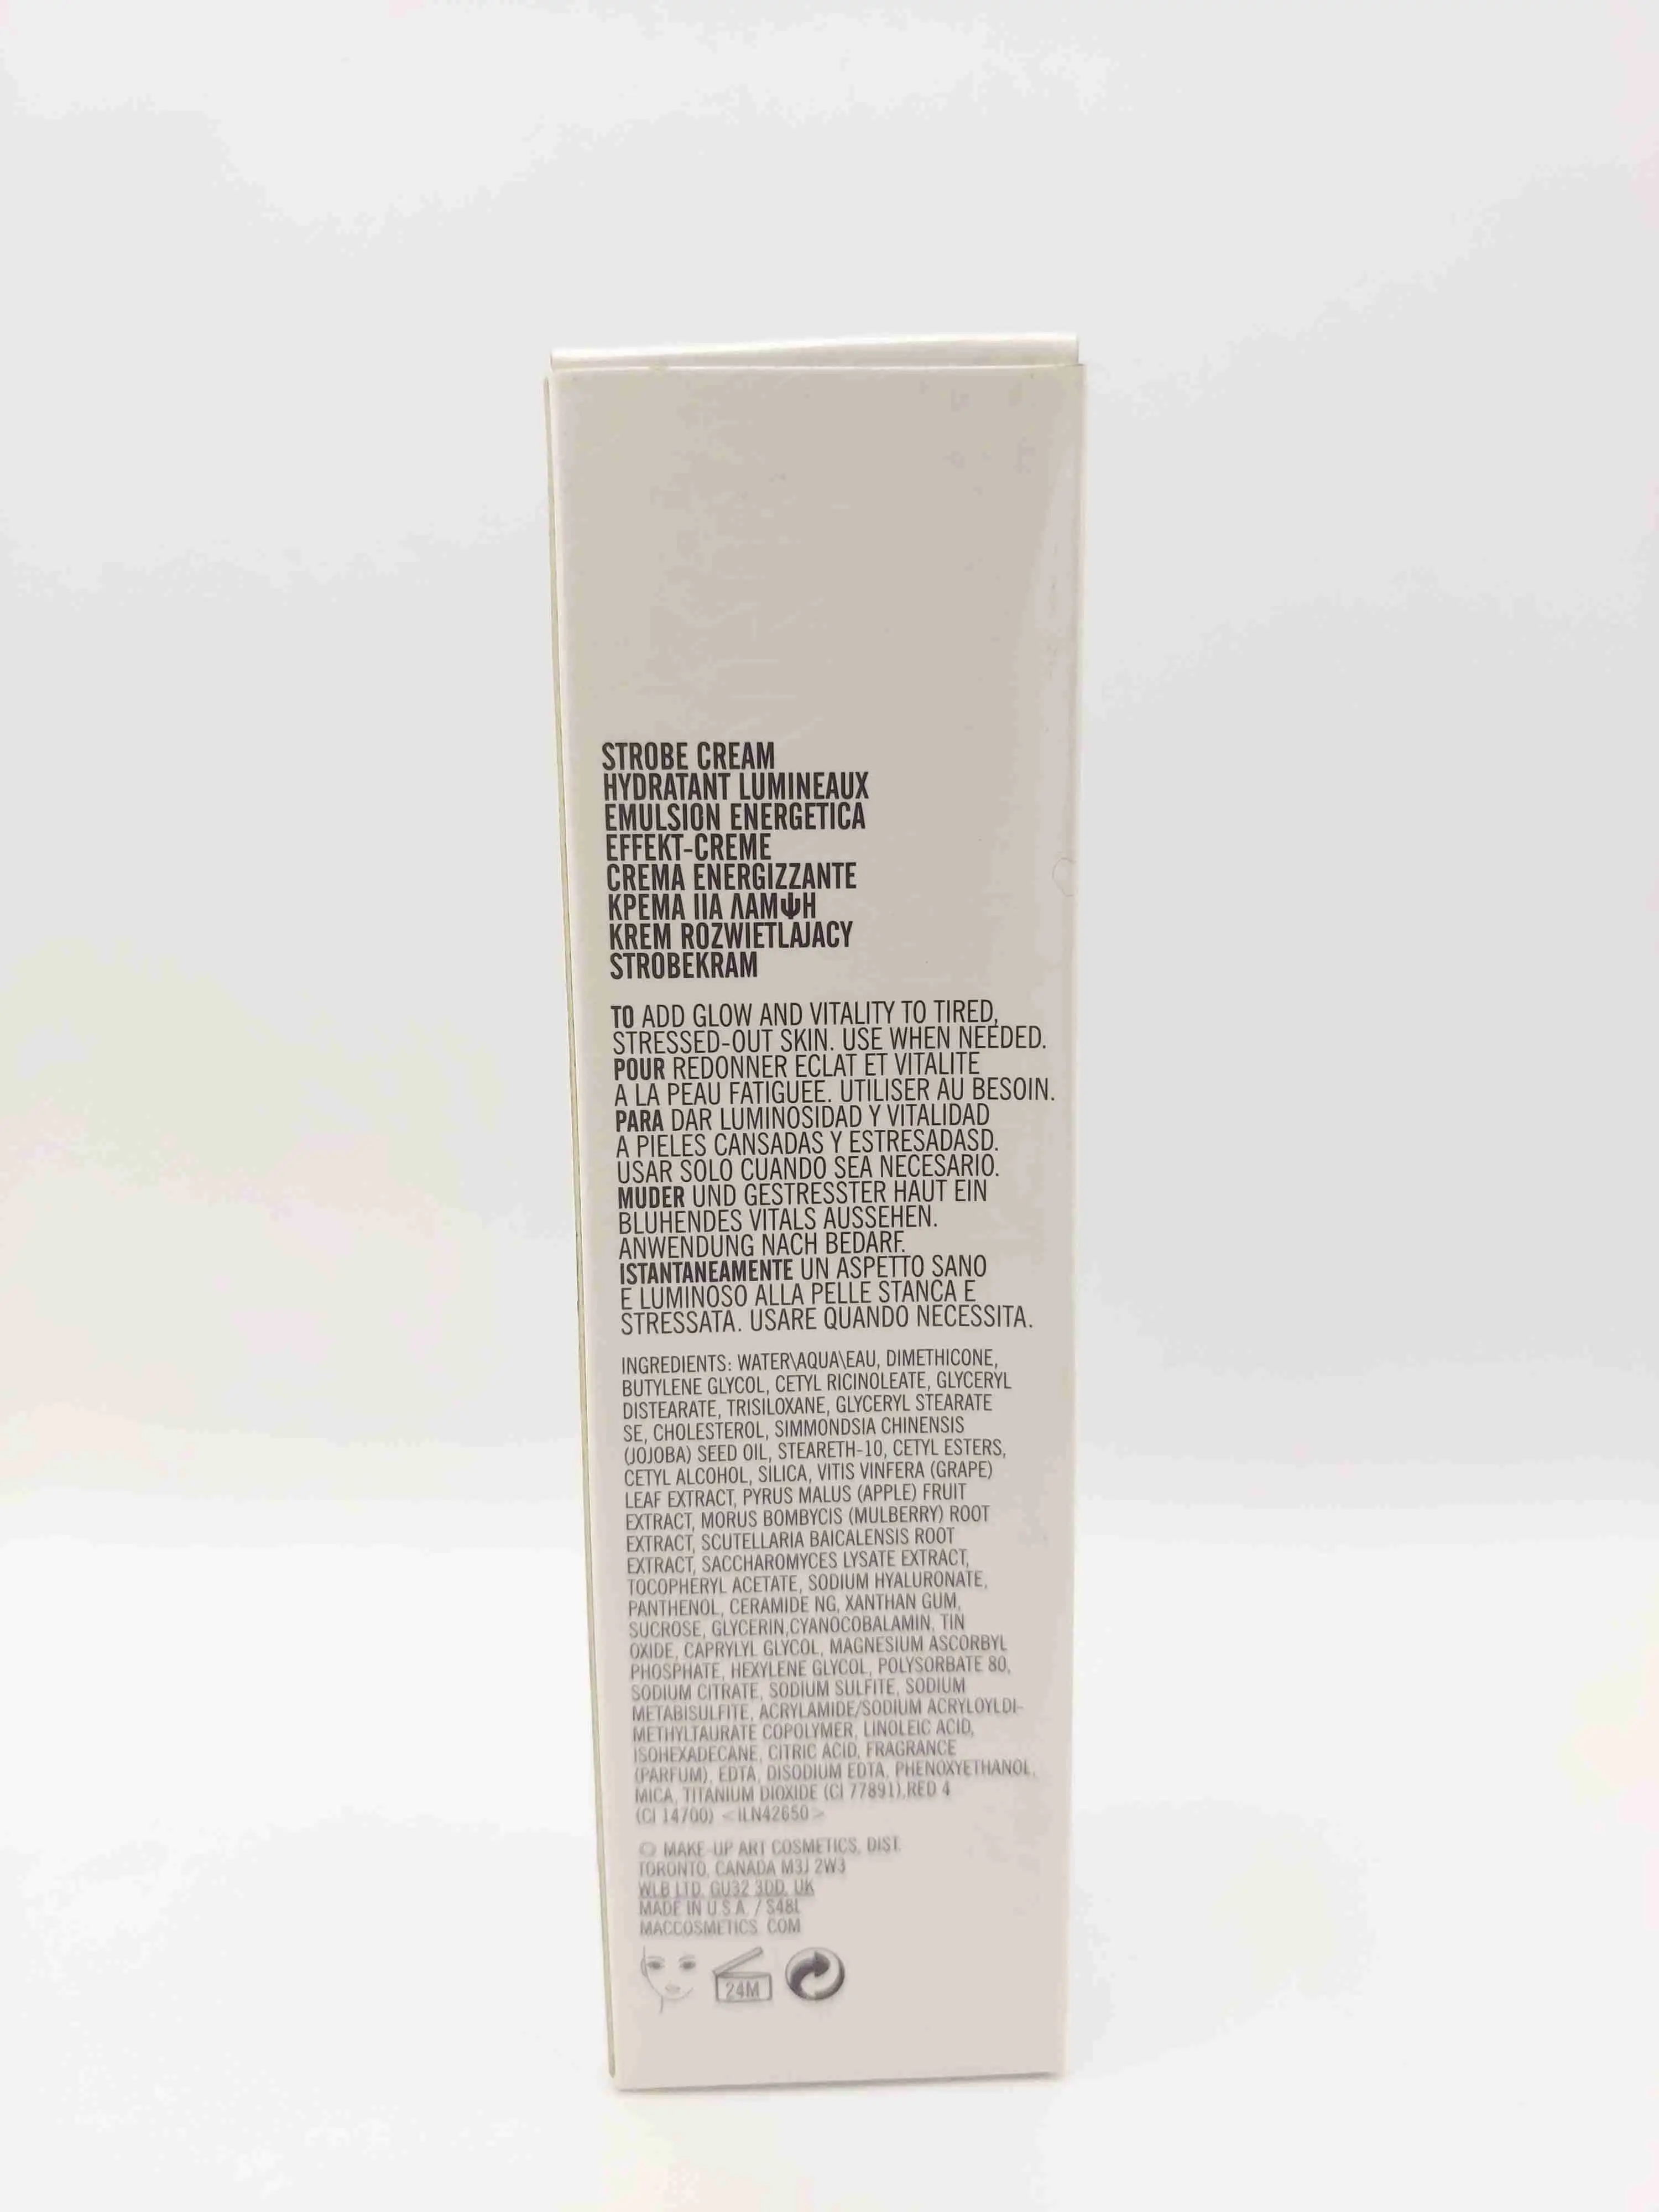 STROBE CREAM
HYDRATANT LUMINEAUX
EMULSION ENERGETICA
EFFEKT-CREME
CREMA ENERGIZZANTE
ΚΡΕΜΑ ΙΙΑ ΛΑΜΨΗ
KREM ROZWIETLAJACY
STROBEKRAM
TO ADD GLOW AND VITALITY TO TIRED,
STRESSED-OUT SKIN. USE WHEN NEEDED.
POUR REDONNER ECLAT ET VITALITE
A LA PEAU FATIGUEE. UTILISER AU BESOIN.
PARA DAR LUMINOSIDAD Y VITALIDAD
A PIELES CANSADAS Y ESTRESADASD.
USAR SOLO CUANDO SEA NECESARIO.
MUDER UND GESTRESSTER HAUT EIN
BLUHENDES VITALS AUSSEHEN.
ANWENDUNG NACH BEDARF.
ISTANTANEAMENTE UN ASPETTO SANO
E LUMINOSO ALLA PELLE STANCA E
STRESSATA. USARE QUANDO NECESSITA.
INGREDIENTS: WATER\AQUA\EAU, DIMETHICONE,
BUTYLENE GLYCOL, CETYL RICINOLEATE, GLYCERYL
DISTEARATE, TRISILOXANE, GLYCERYL STEARATE
SE, CHOLESTEROL, SIMMONDSIA CHINENSIS
(JOJOBA) SEED OIL, STEARETH-10, CETYL ESTERS,
CETYL ALCOHOL, SILICA, VITIS VINFERA (GRAPE)
LEAF EXTRACT, PYRUS MALUS (APPLE) FRUIT
EXTRACT, MORUS BOMBYCIS (MULBERRY) ROOT
EXTRACT, SCUTELLARIA BAICALENSIS ROOT
EXTRACT, SACCHAROMYCES LYSATE EXTRACT,
TOCOPHERYL ACETATE, SODIUM HYALURONATE,
PANTHENOL, CERAMIDE NG, XANTHAN GUM,
SUCROSE, GLYCERIN,CYANOCOBALAMIN, TIN
OXIDE, CAPRYLYL GLYCOL, MAGNESIUM ASCORBYL
PHOSPHATE, HEXYLENE GLYCOL, POLYSORBATE 80,
SODIUM CITRATE, SODIUM SULFITE, SODIUM
METABISULFITE, ACRYLAMIDE/SODIUM ACRYLOYLDI-
METHYLTAURATE COPOLYMER, LINOLEIC ACID,
ISOHEXADECANE, CITRIC ACID, FRAGRANCE
(PARFUM), EDTA, DISODIUM EDTA, PHENOXYETHANOL,
MICA, TITANIUM DIOXIDE (CI 77891),RED 4
(CI 14700) <ILN42650>
© MAKE-UP ART COSMETICS, DIST.
TORONTO, CANADA M3J 2W3
WLB LTD, GU32 3DD, UK
MADE IN U.S.A. / S48L
MACCOSMETICS. COM
24M